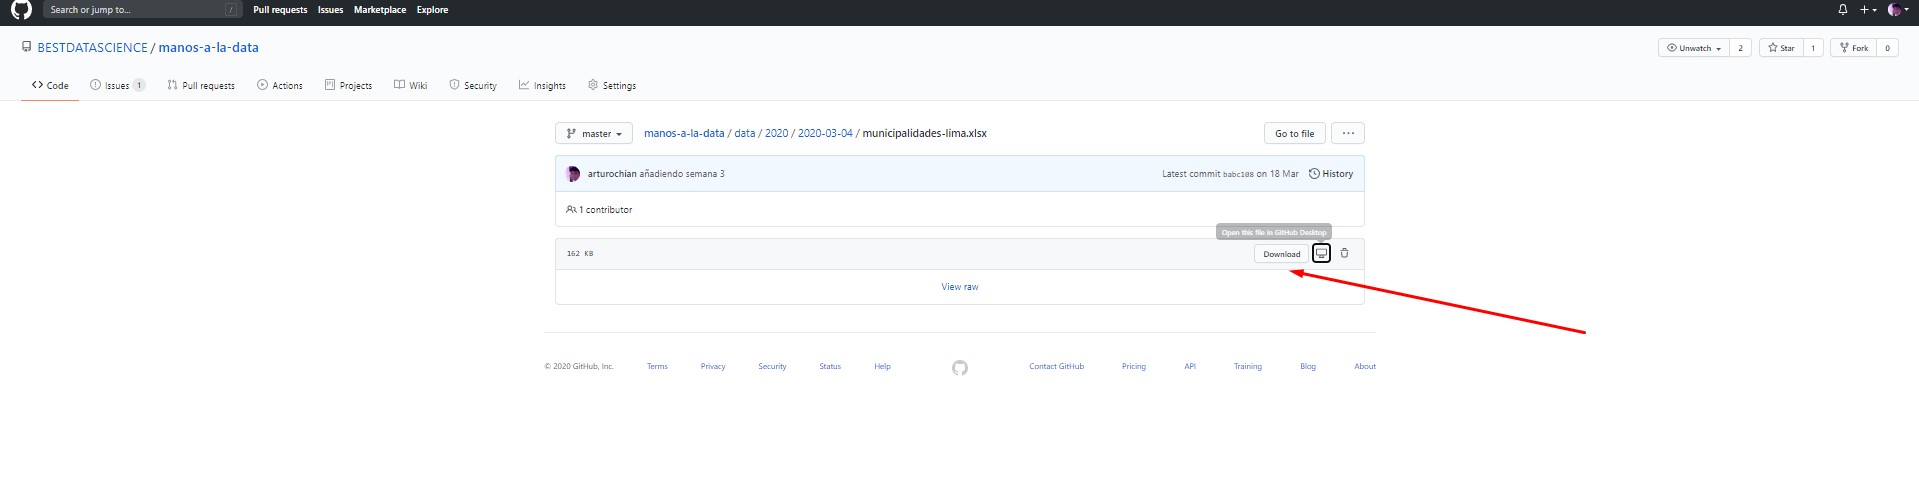 Search or jump to... / Pull requests Issues Marketplace Explore
BESTDATASCIENCE / manos-a-la-data Unwatch 2 Star 1 Fork 0
Code Issues 1 Pull requests Actions Projects Wiki Security Insights Settings
master manos-a-la-data / data / 2020 / 2020-03-04 / municipalidades-lima.xlsx Go to file ...
arturochian añadiendo semana 3 Latest commit babc108 on 18 Mar History
1 contributor
Open this file in GitHub Desktop
162 KB Download
View raw
© 2020 GitHub, Inc. Terms Privacy Security Status Help Contact GitHub Pricing API Training Blog About